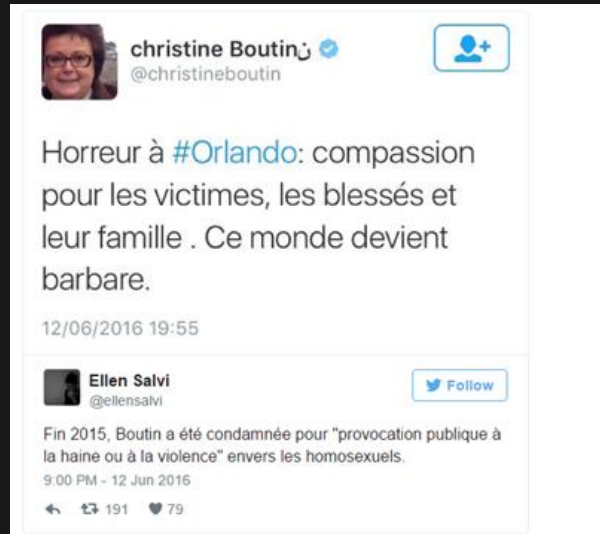 christine Boutinن
@christineboutin
Horreur à #Orlando: compassion
pour les victimes, les blessés et
leur famille . Ce monde devient
barbare.
12/06/2016 19:55
Ellen Salvi
@ellensalvi
Follow
Fin 2015, Boutin a été condamnée pour "provocation publique à
la haine ou à la violence" envers les homosexuels.
9:00 PM - 12 Jun 2016
191 79